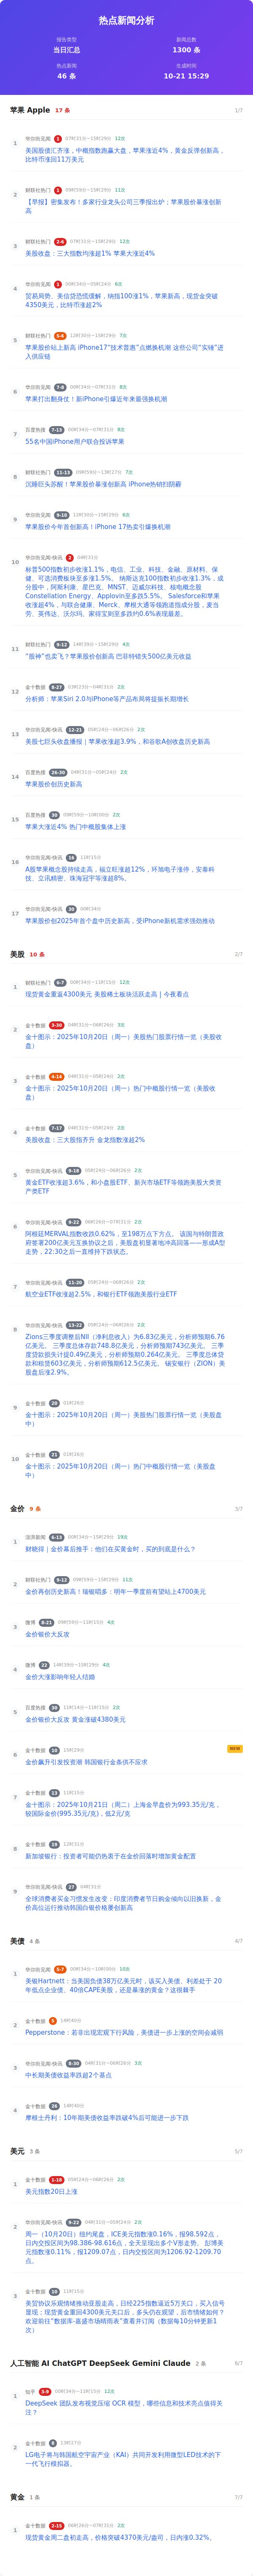 热点新闻分析
报告类型
新闻总数
当日汇总
1300 条
热点新闻
生成时间
46 条
10-21 15:29
苹果 Apple 17 条 1/7
1
华尔街见闻 1 07时31分~15时29分 12次
美国股债汇齐涨，中概指数跑赢大盘，苹果涨近4%，黄金反弹创新高，
比特币涨回11万美元
2
财联社热门 1 09时59分~15时29分 11次
【早报】密集发布！多家行业龙头公司三季报出炉；苹果股价暴涨创新
高
3
财联社热门 2-6 07时31分~15时29分 12次
美股收盘：三大指数均涨超1% 苹果大涨近4%
4
华尔街见闻 1 00时34分~05时24分 6次
贸易局势、美信贷恐慌缓解，纳指100涨1%，苹果新高，现货金突破
4350美元，比特币涨超2%
5
财联社热门 5-6 12时30分~15时29分 7次
苹果股价站上新高 iPhone17“技术普惠”点燃换机潮 这些公司“实锤”进
入供应链
6
华尔街见闻 7-8 00时34分~07时31分 8次
苹果打出翻身仗！新iPhone引爆近年来最强换机潮
7
百度热搜 7-13 00时34分~07时31分 8次
55名中国iPhone用户联合投诉苹果
8
财联社热门 11-13 09时59分~13时27分 7次
沉睡巨头苏醒！苹果股价暴涨创新高 iPhone热销扫阴霾
9
华尔街见闻 9-10 12时30分~15时29分 6次
苹果股价今年首创新高！iPhone 17热卖引爆换机潮
10
华尔街见闻-快讯 2 04时31分
标普500指数初步收涨1.1%，电信、工业、科技、金融、原材料、保
健、可选消费板块至多涨1.5%。 纳斯达克100指数初步收涨1.3%，成
分股中，阿斯利康、星巴克、MNST、迈威尔科技、核电概念股
Constellation Energy、Applovin至多跌5.5%。 Salesforce和苹果
收涨超4%，与联合健康、Merck、摩根大通等领跑道指成分股，麦当
劳、英伟达、沃尔玛、家得宝则至多跌约0.6%表现最差。
11
财联社热门 9-12 14时39分~15时29分 4次
“股神”也卖飞？苹果股价创新高 巴菲特错失500亿美元收益
12
金十数据 8-27 03时23分~04时31分 2次
分析师：苹果Siri 2.0与iPhone等产品布局将提振长期增长
13
华尔街见闻-快讯 12-21 05时24分~06时26分 2次
美股七巨头收盘播报｜苹果收涨3.9%，和谷歌A创收盘历史新高
14
百度热搜 26-30 04时31分~05时24分 2次
苹果股价创历史新高
15
百度热搜 30 09时59分~10时50分 2次
苹果大涨近4% 热门中概股集体上涨
16
华尔街见闻-快讯 16 11时15分
A股苹果概念股持续走高，福立旺涨超12%，环旭电子涨停，安泰科
技、立讯精密、珠海冠宇等涨超8%。
17
华尔街见闻-快讯 30 00时34分
苹果股价创2025年首个盘中历史新高，受iPhone新机需求强劲推动
美股 10 条 2/7
1
财联社热门 6-7 00时34分~11时15分 12次
现货黄金重返4300美元 美股稀土板块活跃走高 | 今夜看点
2
金十数据 3-30 04时31分~06时26分 3次
金十图示：2025年10月20日（周一）美股热门股票行情一览（美股收
盘）
3
金十数据 4-14 04时31分~05时24分 2次
金十图示：2025年10月20日（周一）热门中概股行情一览（美股收
盘）
4
金十数据 7-17 04时31分~05时24分 2次
美股收盘：三大股指齐升 金龙指数涨超2%
5
华尔街见闻-快讯 9-18 05时24分~06时26分 2次
黄金ETF收涨超3.6%，和小盘股ETF、新兴市场ETF等领跑美股大类资
产类ETF
6
华尔街见闻-快讯 9-22 06时26分~07时31分 2次
阿根廷MERVAL指数收跌0.62%，至198万点下方点。 该国与特朗普政
府签署200亿美元互换协议之后，美股盘初显著地冲高回落——形成A型
走势，22:30之后一直维持下跌状态。
7
华尔街见闻-快讯 11-20 05时24分~06时26分 2次
航空业ETF收涨超2.5%，和银行ETF领跑美股行业ETF
8
华尔街见闻-快讯 13-22 05时24分~06时26分 2次
Zions三季度调整后NII（净利息收入）为6.83亿美元，分析师预期6.76
亿美元。 三季度总体存款748.8亿美元，分析师预期743亿美元。 三季
度贷款损失计提0.49亿美元，分析师预期0.264亿美元。 三季度总体贷
款和租赁603亿美元，分析师预期612.5亿美元。 锡安银行（ZION）美
股盘后涨2.9%。
9
金十数据 20 01时26分
金十图示：2025年10月20日（周一）美股热门股票行情一览（美股盘
中）
10
金十数据 21 01时26分
金十图示：2025年10月20日（周一）热门中概股行情一览（美股盘
中）
金价 9 条 3/7
1
澎湃新闻 6-13 00时34分~15时29分 19次
财晓得｜金价幕后推手：他们在买黄金时，买的到底是什么？
2
财联社热门 9-12 09时59分~15时29分 11次
金价再创历史新高！瑞银唱多：明年一季度前有望站上4700美元
3
微博 8-21 09时59分~11时15分 4次
金价银价大反攻
4
微博 22 14时39分~11时29分 4次
金价大涨影响年轻人结婚
5
百度热搜 30 11时14分~11时15分 2次
金价银价大反攻 黄金涨破4380美元
6
金十数据 19 15时29分 NEW
金价飙升引发投资潮 韩国银行金条供不应求
7
金十数据 13 11时15分
金十图示：2025年10月21日（周二）上海金早盘价为993.35元/克，
较国际金价(995.35元/克)，低2元/克
8
金十数据 19 12时31分
新加坡银行：投资者可能仍热衷于在金价回落时增加黄金配置
9
华尔街见闻-快讯 27 04时31分
全球消费者买金习惯发生改变：印度消费者节日购金倾向以旧换新，金
价高位运行推动韩国白银价格屡创新高
美债 4 条 4/7
1
华尔街见闻 5-7 00时34分~10时50分 10次
美银Hartnett：当美国负债38万亿美元时，该买入美债、利差处于 20
年低点企业债、40倍CAPE美股，还是暴涨的黄金？这很棘手
2
金十数据 5 14时40分
Pepperstone：若非出现宏观下行风险，美债进一步上涨的空间会减弱
3
华尔街见闻-快讯 8-30 04时31分~06时26分 3次
中长期美债收益率跌超2个基点
4
金十数据 26 14时40分
摩根士丹利：10年期美债收益率跌破4%后可能进一步下跌
美元 3 条 5/7
1
金十数据 1-18 05时24分~06时26分 2次
美元指数20日上涨
2
华尔街见闻-快讯 9-22 04时31分~05时24分 2次
周一（10月20日）纽约尾盘，ICE美元指数涨0.16%，报98.592点，
日内交投区间为98.386-98.616点，全天呈现出多个V形走势。 彭博美
元指数涨0.11%，报1209.07点，日内交投区间为1206.92-1209.70
点。
3
金十数据 10 11时15分
美贸协议乐观情绪推动亚股走高，日经225指数逼近5万关口，买入信号
显现；现货黄金重回4300美元关口后，多头仍在观望，后市情绪如何？
欢迎前往“数据库-嘉盛市场晴雨表”查看并订阅（数据每10分钟更新1
次）
人工智能 AI ChatGPT DeepSeek Gemini Claude 2 条 6/7
1
知乎 3-9 00时34分~11时15分 12次
DeepSeek 团队发布视觉压缩 OCR 模型，哪些信息和技术亮点值得关
注？
2
金十数据 9 13时27分
LG电子将与韩国航空宇宙产业（KAI）共同开发利用微型LED技术的下
一代飞行模拟器。
黄金 1 条 7/7
1
金十数据 2-15 06时26分~07时31分 2次
现货黄金周二盘初走高，价格突破4370美元/盎司，日内涨0.32%。